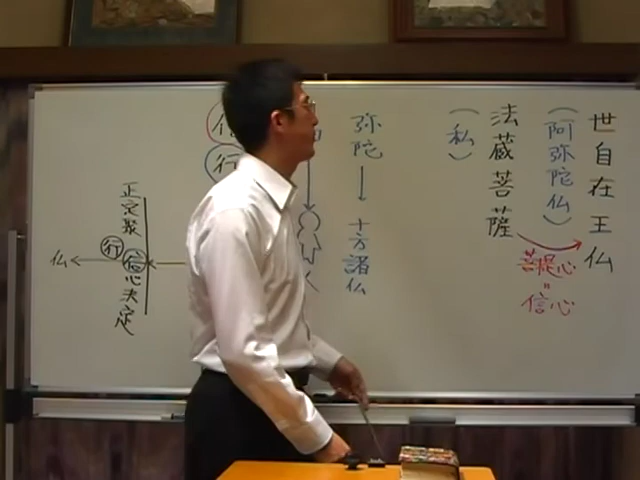 世自在王仏
(阿弥陀仏)
法蔵菩薩
菩提心
＝
信心
(私)
弥陀
十方諸仏
行
正定聚
信心決定
行
仏